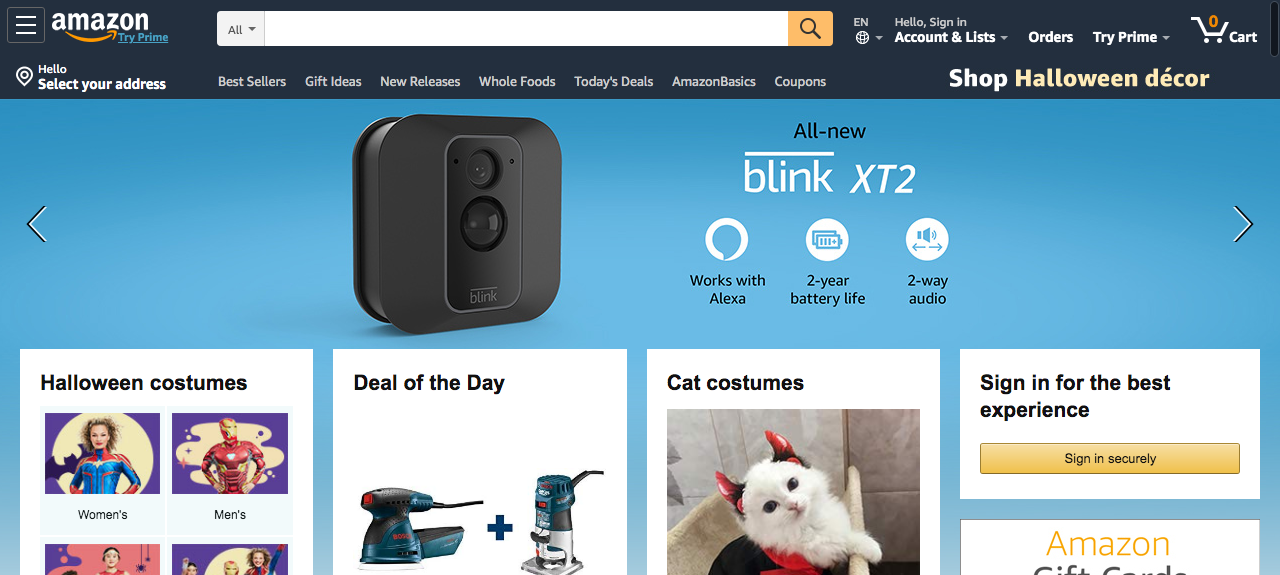 amazon
Try Prime
All
EN
Hello, Sign in
Account & Lists
Orders
Try Prime
0
Cart
Hello
Select your address
Best Sellers
Gift Ideas
New Releases
Whole Foods
Today's Deals
AmazonBasics
Coupons
Shop Halloween décor
All-new
blink XT2
Works with
Alexa
2-year
battery life
2-way
audio
blink
Halloween costumes
Women's
Men's
Deal of the Day
BOSCH
Cat costumes
Sign in for the best
experience
Sign in securely
Amazon
Gift Cards